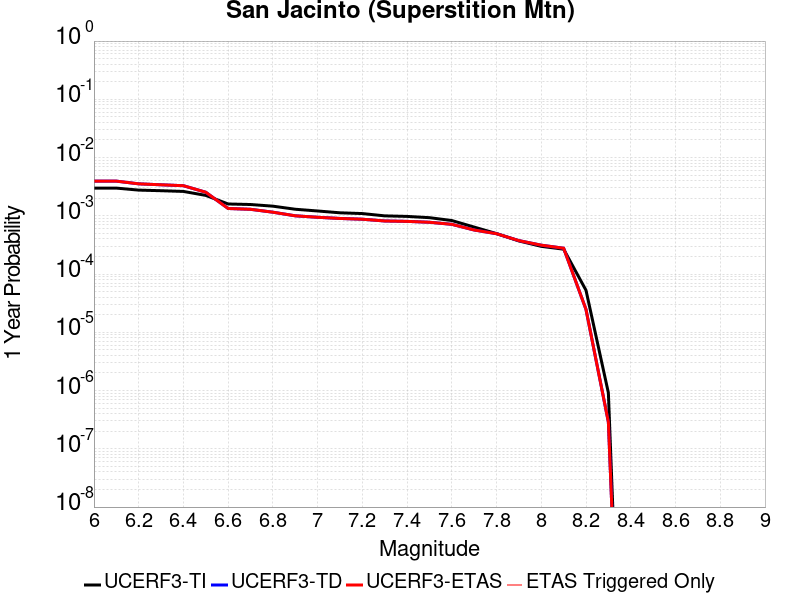 San Jacinto (Superstition Mtn)
10^0
10^-1
10^-2
10^-3
10^-4
10^-5
10^-6
10^-7
10^-8
1 Year Probability
6 6.2 6.4 6.6 6.8 7 7.2 7.4 7.6 7.8 8 8.2 8.4 8.6 8.8 9
Magnitude
UCERF3-TI UCERF3-TD UCERF3-ETAS ETAS Triggered Only